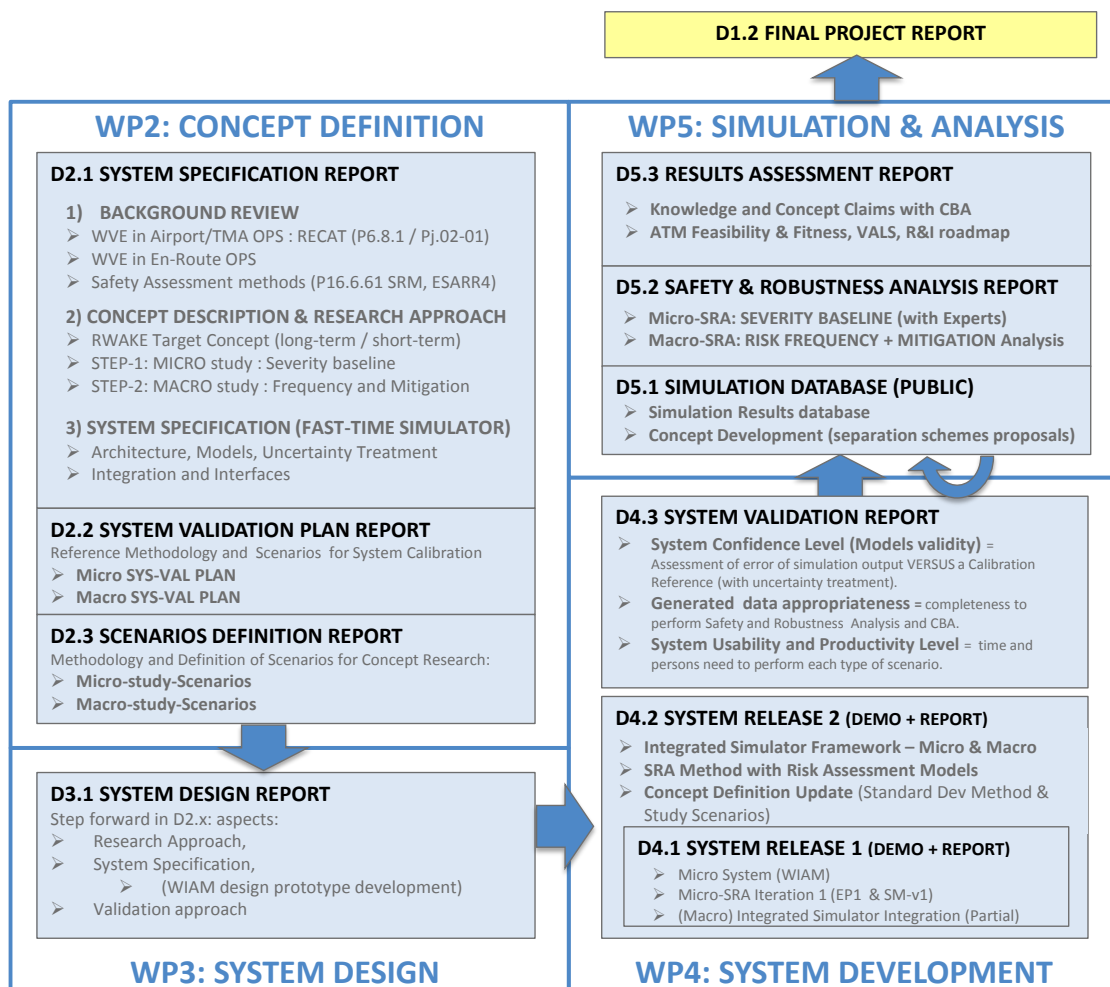 D1.2 FINAL PROJECT REPORT
WP2: CONCEPT DEFINITION
D2.1 SYSTEM SPECIFICATION REPORT
1) BACKGROUND REVIEW
➢ WVE in Airport/TMA OPS : RECAT (P6.8.1 / Pj.02-01)
➢ WVE in En-Route OPS
➢ Safety Assessment methods (P16.6.61 SRM, ESARR4)
2) CONCEPT DESCRIPTION & RESEARCH APPROACH
➢ RWAKE Target Concept (long-term / short-term)
➢ STEP-1: MICRO study : Severity baseline
➢ STEP-2: MACRO study : Frequency and Mitigation
3) SYSTEM SPECIFICATION (FAST-TIME SIMULATOR)
➢ Architecture, Models, Uncertainty Treatment
➢ Integration and Interfaces
D2.2 SYSTEM VALIDATION PLAN REPORT
Reference Methodology and Scenarios for System Calibration
➢ Micro SYS-VAL PLAN
➢ Macro SYS-VAL PLAN
D2.3 SCENARIOS DEFINITION REPORT
Methodology and Definition of Scenarios for Concept Research:
➢ Micro-study-Scenarios
➢ Macro-study-Scenarios
D3.1 SYSTEM DESIGN REPORT
Step forward in D2.x: aspects:
➢ Research Approach,
➢ System Specification,
➢ (WIAM design prototype development)
➢ Validation approach
WP3: SYSTEM DESIGN
WP5: SIMULATION & ANALYSIS
D5.3 RESULTS ASSESSMENT REPORT
➢ Knowledge and Concept Claims with CBA
➢ ATM Feasibility & Fitness, VALS, R&I roadmap
D5.2 SAFETY & ROBUSTNESS ANALYSIS REPORT
➢ Micro-SRA: SEVERITY BASELINE (with Experts)
➢ Macro-SRA: RISK FREQUENCY + MITIGATION Analysis
D5.1 SIMULATION DATABASE (PUBLIC)
➢ Simulation Results database
➢ Concept Development (separation schemes proposals)
D4.3 SYSTEM VALIDATION REPORT
➢ System Confidence Level (Models validity) =
Assessment of error of simulation output VERSUS a Calibration
Reference (with uncertainty treatment).
➢ Generated data appropriateness = completeness to
perform Safety and Robustness Analysis and CBA.
➢ System Usability and Productivity Level = time and
persons need to perform each type of scenario.
D4.2 SYSTEM RELEASE 2 (DEMO + REPORT)
➢ Integrated Simulator Framework – Micro & Macro
➢ SRA Method with Risk Assessment Models
➢ Concept Definition Update (Standard Dev Method &
Study Scenarios)
D4.1 SYSTEM RELEASE 1 (DEMO + REPORT)
➢ Micro System (WIAM)
➢ Micro-SRA Iteration 1 (EP1 & SM-v1)
➢ (Macro) Integrated Simulator Integration (Partial)
WP4: SYSTEM DEVELOPMENT